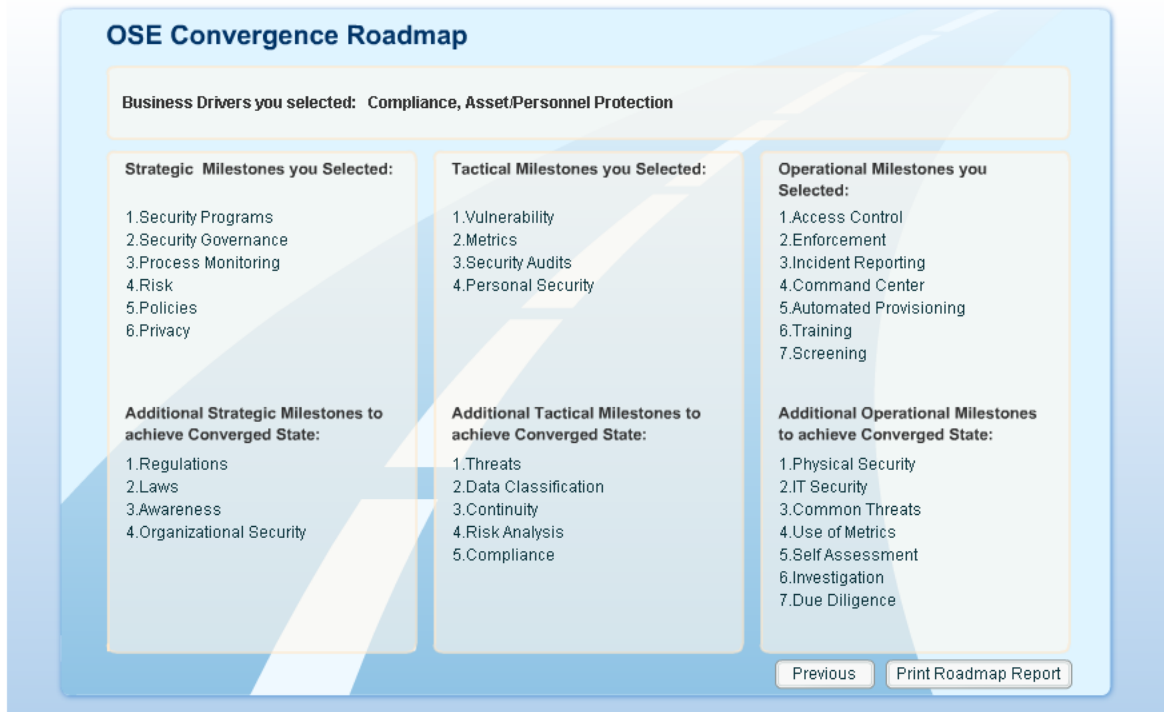 OSE Convergence Roadmap
Business Drivers you selected: Compliance, Asset/Personnel Protection
Strategic Milestones you Selected:
1.Security Programs
2.Security Governance
3.Process Monitoring
4.Risk
5.Policies
6.Privacy
Additional Strategic Milestones to
achieve Converged State:
1.Regulations
2.Laws
3.Awareness
4.Organizational Security
Tactical Milestones you Selected:
1.Vulnerability
2.Metrics
3.Security Audits
4.Personal Security
Additional Tactical Milestones to
achieve Converged State:
1.Threats
2.Data Classification
3.Continuity
4.Risk Analysis
5.Compliance
Operational Milestones you
Selected:
1.Access Control
2.Enforcement
3.Incident Reporting
4.Command Center
5.Automated Provisioning
6.Training
7.Screening
Additional Operational Milestones
to achieve Converged State:
1.Physical Security
2.IT Security
3.Common Threats
4.Use of Metrics
5.Self Assessment
6.Investigation
7.Due Diligence
Previous
Print Roadmap Report